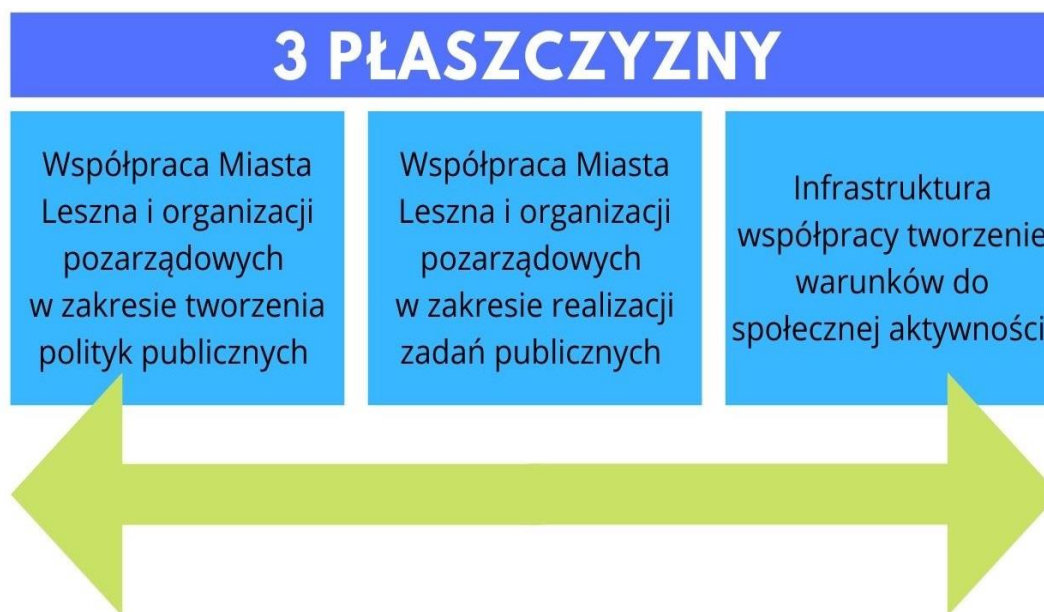 3 PŁASZCZYZNY
Współpraca Miasta
Leszna i organizacji
pozarządowych
w zakresie tworzenia
polityk publicznych
Współpraca Miasta
Leszna i organizacji
pozarządowych
w zakresie realizacji
zadań publicznych
Infrastruktura
współpracy tworzenie
warunków do
społecznej aktywności